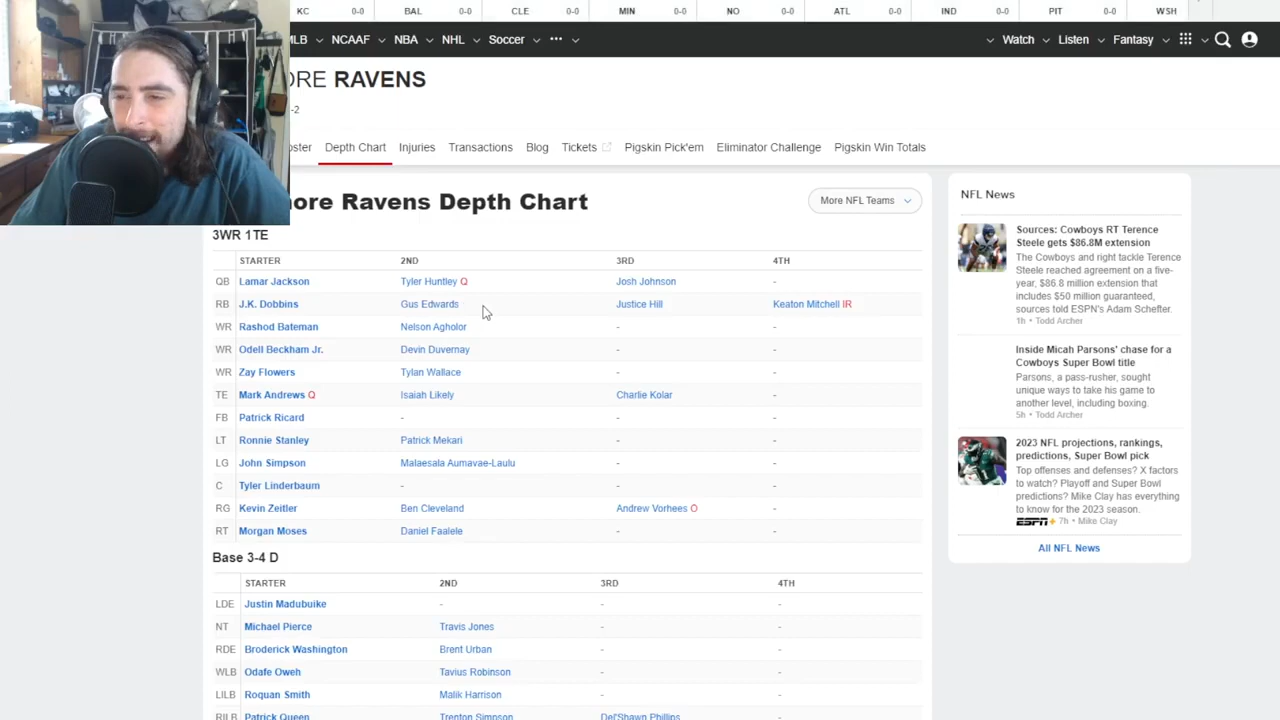 KC 0-0 BAL 0-0 CLE 0-0 MIN 0-0 NO 0-0 ATL 0-0 IND 0-0 PIT 0-0 WSH
MLB NCAAF NBA NHL Soccer ••• Watch Listen Fantasy
ORE RAVENS
-2
oster Depth Chart Injuries Transactions Blog Tickets Pigskin Pick'em Eliminator Challenge Pigskin Win Totals
more Ravens Depth Chart
More NFL Teams
3WR 1TE
STARTER 2ND 3RD 4TH
QB Lamar Jackson Tyler Huntley Q Josh Johnson -
RB J.K. Dobbins Gus Edwards Justice Hill Keaton Mitchell IR
WR Rashod Bateman Nelson Agholor - -
WR Odell Beckham Jr. Devin Duvernay - -
WR Zay Flowers Tylan Wallace - -
TE Mark Andrews Q Isaiah Likely Charlie Kolar -
FB Patrick Ricard - - -
LT Ronnie Stanley Patrick Mekari - -
LG John Simpson Malaesala Aumavae-Laulu - -
C Tyler Linderbaum - - -
RG Kevin Zeitler Ben Cleveland Andrew Vorhees O -
RT Morgan Moses Daniel Faalele - -
Base 3-4 D
STARTER 2ND 3RD 4TH
LDE Justin Madubuike - - -
NT Michael Pierce Travis Jones - -
RDE Broderick Washington Brent Urban - -
WLB Odafe Oweh Tavius Robinson - -
LILB Roquan Smith Malik Harrison - -
RILB Patrick Queen Trenton Simpson Del'Shawn Phillips
NFL News
Sources: Cowboys RT Terence
Steele gets $86.8M extension
The Cowboys and right tackle Terence
Steele reached agreement on a five-
year, $86.8 million extension that
includes $50 million guaranteed,
sources told ESPN's Adam Schefter.
1h • Todd Archer
Inside Micah Parsons' chase for a
Cowboys Super Bowl title
Parsons, a pass-rusher, sought
unique ways to take his game to
another level, including boxing.
5h • Todd Archer
2023 NFL projections, rankings,
predictions, Super Bowl pick
Top offenses and defenses? X factors
to watch? Playoff and Super Bowl
predictions? Mike Clay has everything
to know for the 2023 season.
ESPN+ • 7h • Mike Clay
All NFL News